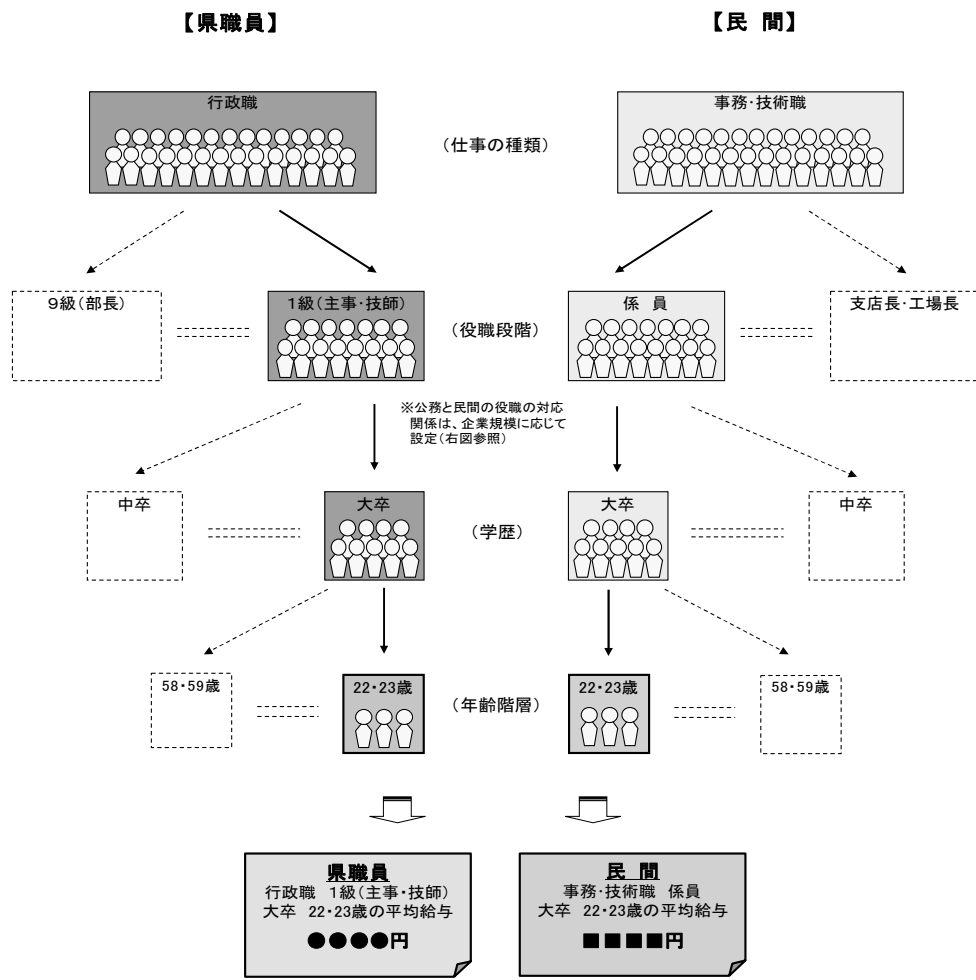 【県職員】
【民 間】
行政職
(仕事の種類)
事務・技術職
9級(部長)
1級(主事・技師)
(役職段階)
係 員
支店長・工場長
※公務と民間の役職の対応
関係は、企業規模に応じて
設定(右図参照)
中卒
大卒
(学歴)
大卒
中卒
58・59歳
22・23歳
(年齢階層)
22・23歳
58・59歳
県職員
行政職 1級(主事・技師)
大卒 22・23歳の平均給与
●●●●円
民 間
事務・技術職 係員
大卒 22・23歳の平均給与
■■■■円